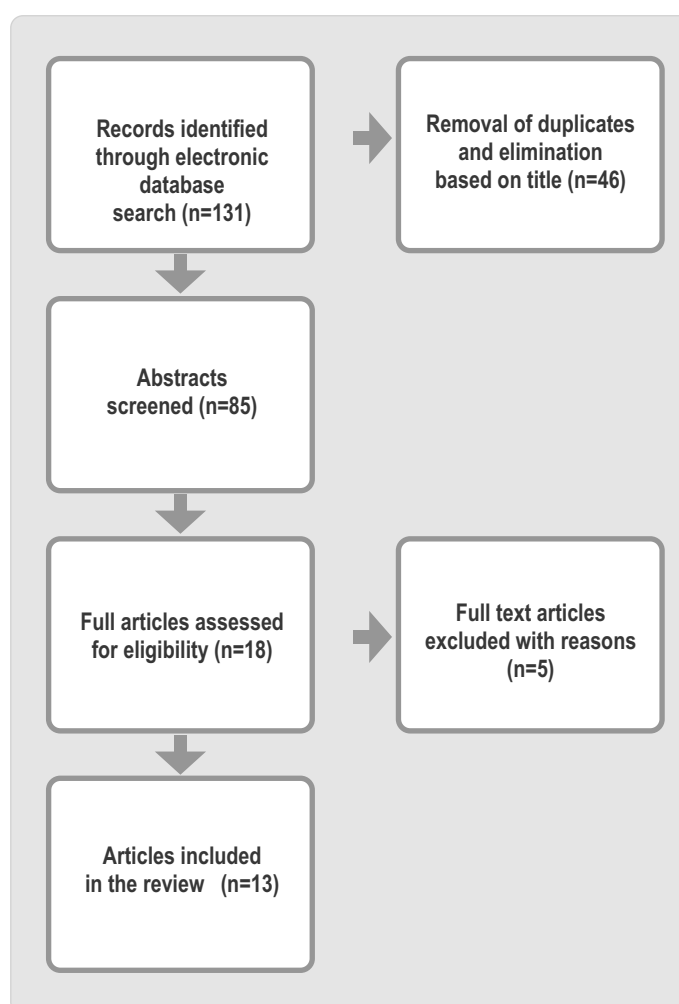 Records identified
through electronic
database
search (n=131)
Removal of duplicates
and elimination
based on title (n=46)
Abstracts
screened (n=85)
Full articles assessed
for eligibility (n=18)
Full text articles
excluded with reasons
(n=5)
Articles included
in the review (n=13)